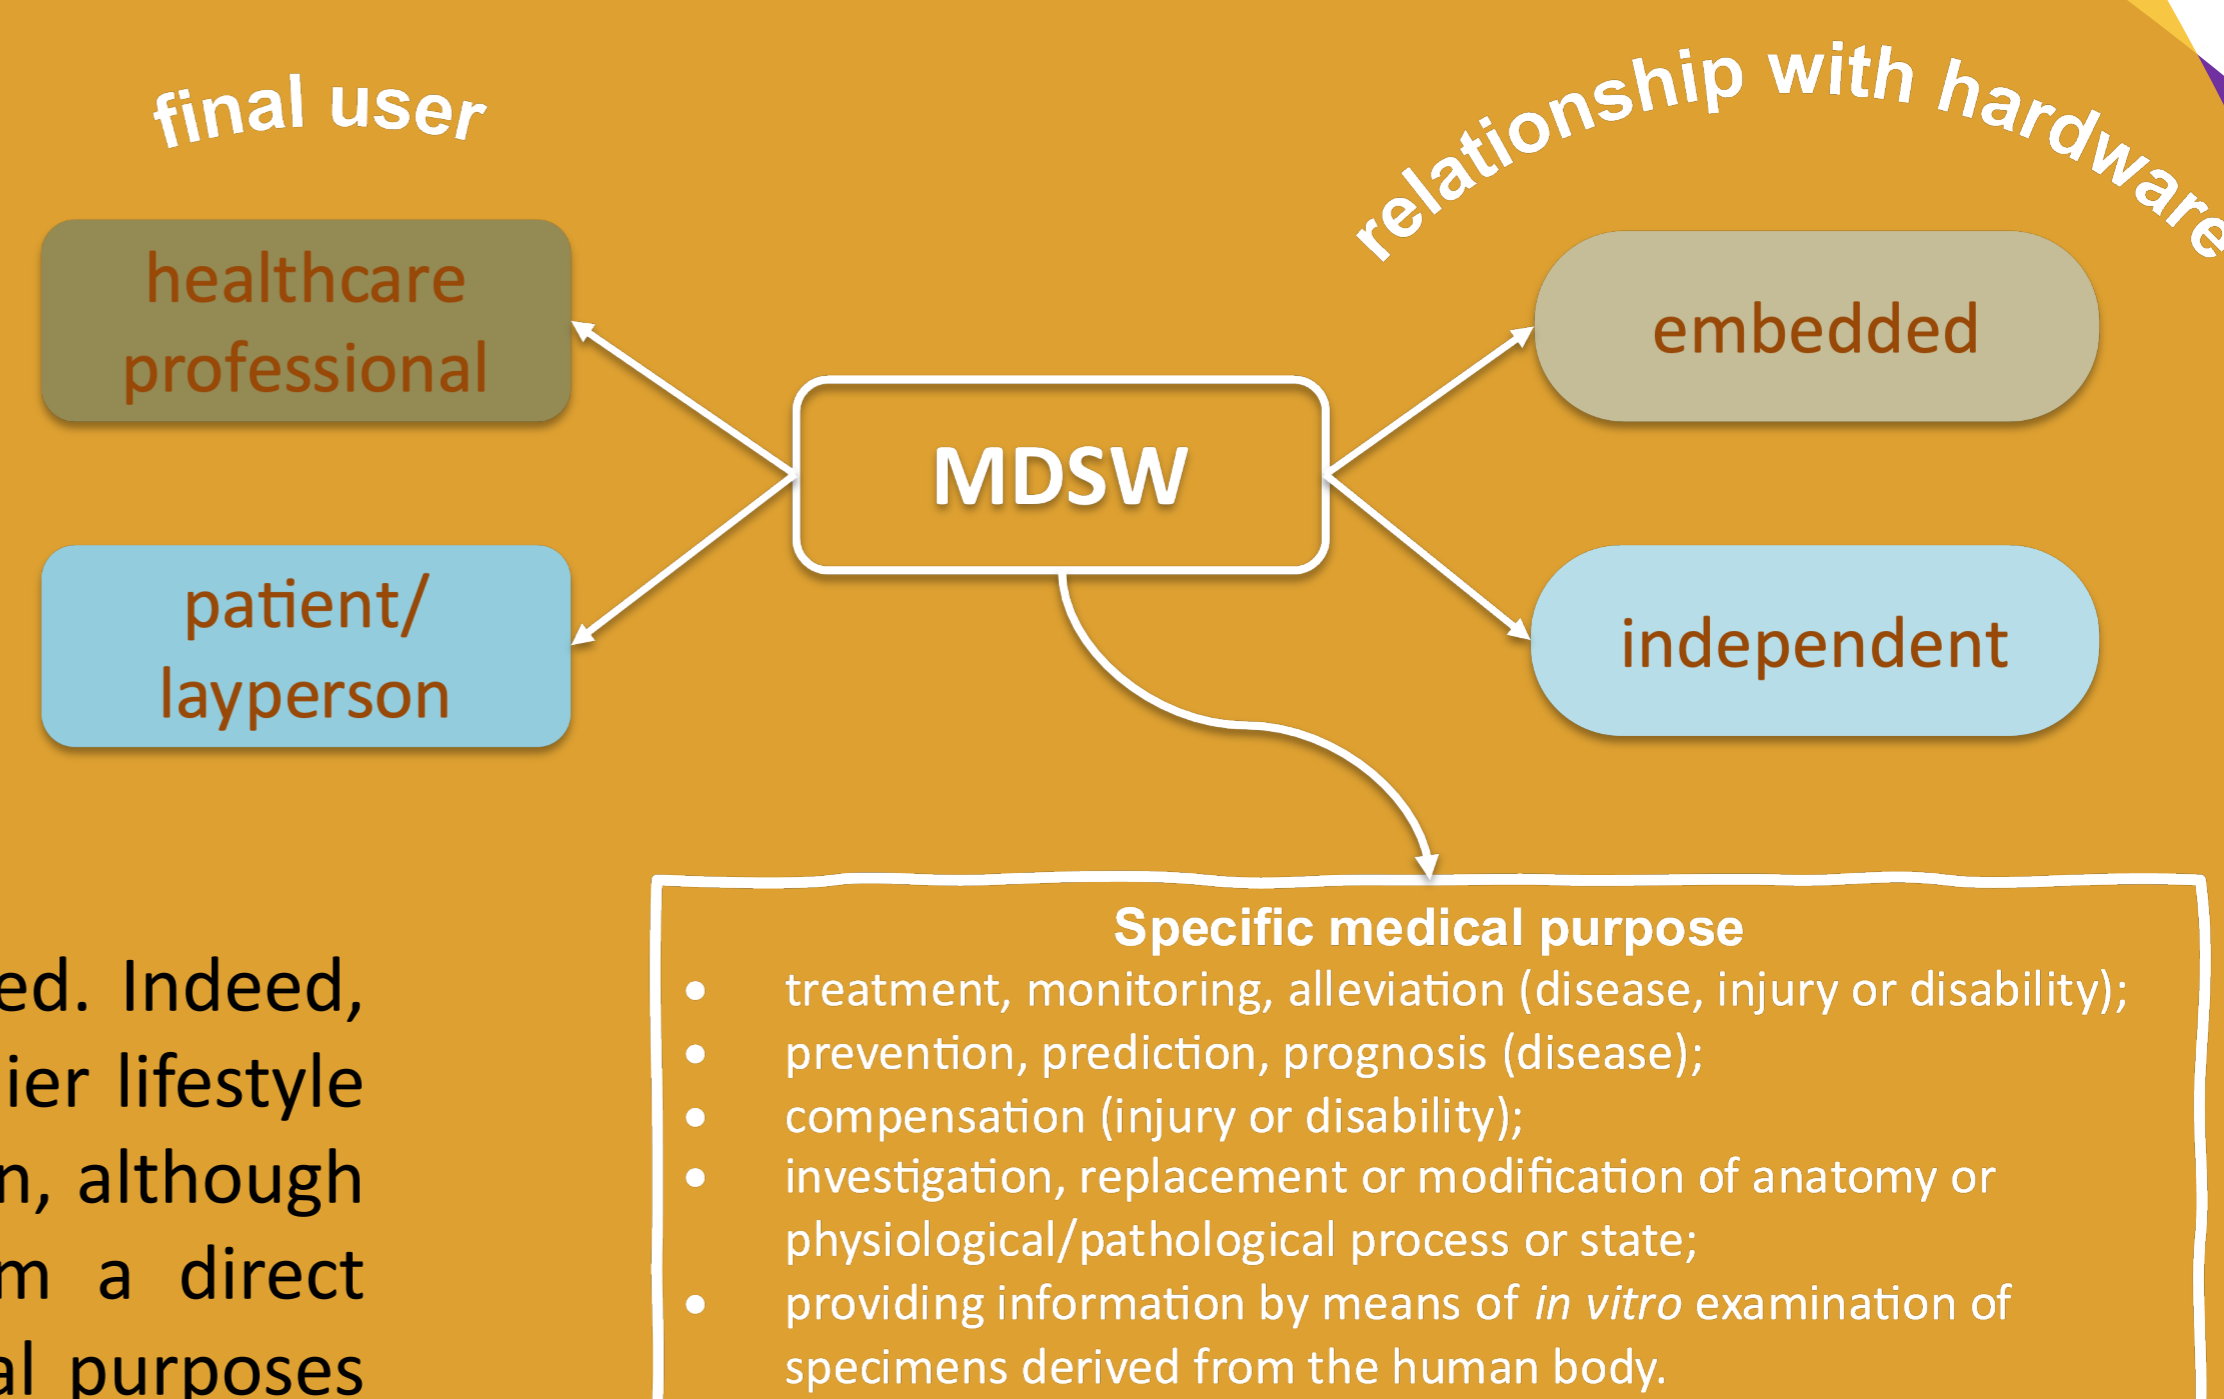 final user
relationship with hardware
healthcare
professional
embedded
MDSW
patient/
layperson
independent
Specific medical purpose
• treatment, monitoring, alleviation (disease, injury or disability);
• prevention, prediction, prognosis (disease);
• compensation (injury or disability);
• investigation, replacement or modification of anatomy or
physiological/pathological process or state;
• providing information by means of in vitro examination of
specimens derived from the human body.
ed. Indeed,
ier lifestyle
n, although
m a direct
al purposes